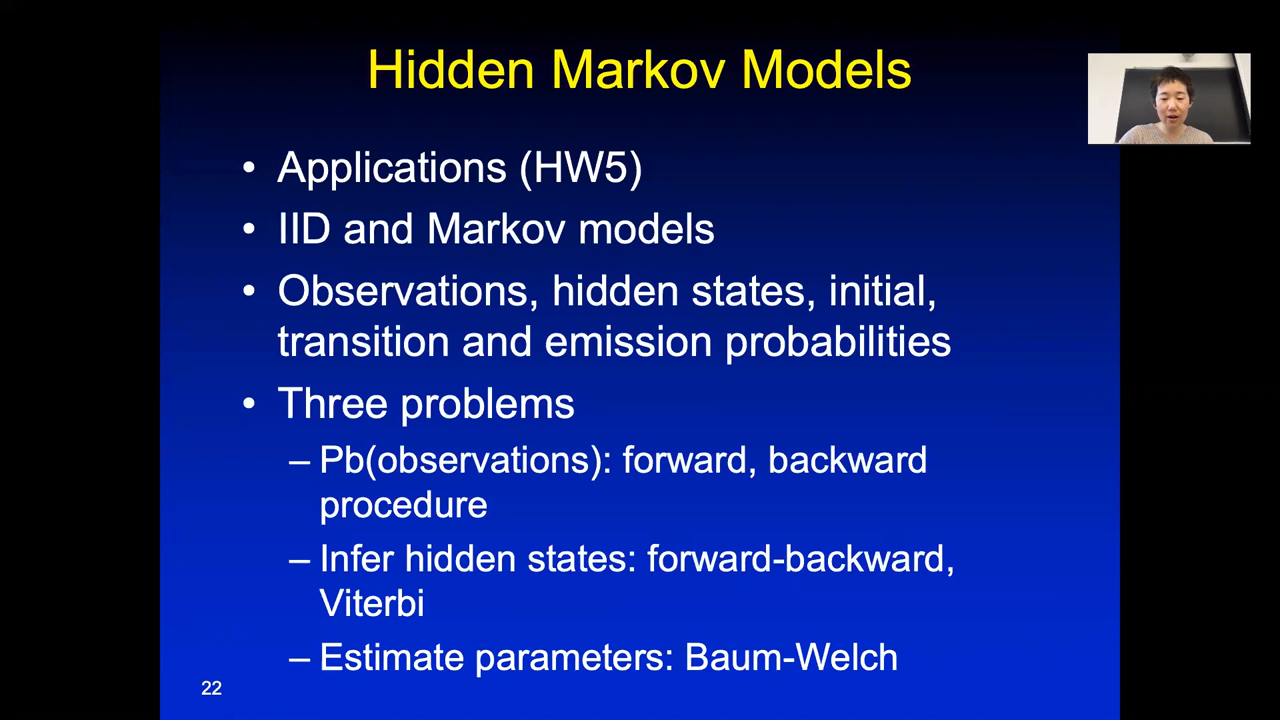 Hidden Markov Models
• Applications (HW5)
• IID and Markov models
• Observations, hidden states, initial,
transition and emission probabilities
• Three problems
– Pb(observations): forward, backward
procedure
– Infer hidden states: forward-backward,
Viterbi
– Estimate parameters: Baum-Welch
22